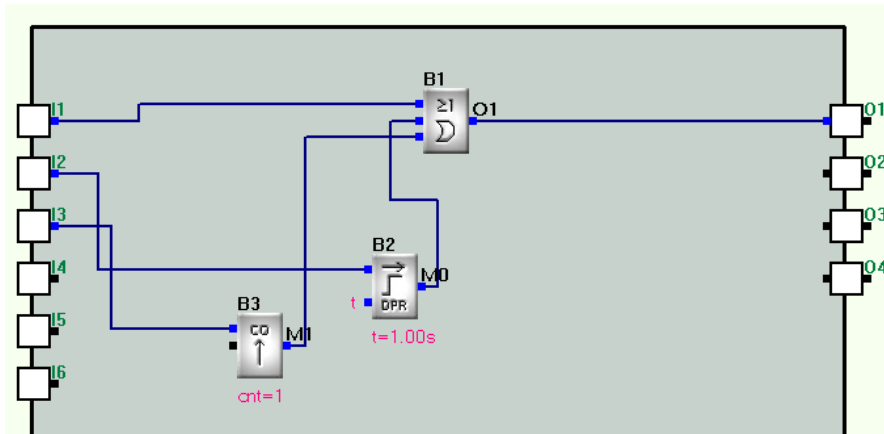 B1
I1
≥1
O1
O1
I2
O2
I3
B2
O3
I4
M0
O4
t
DPR
B3
CO
M1
I5
t=1.00s
I6
cnt=1